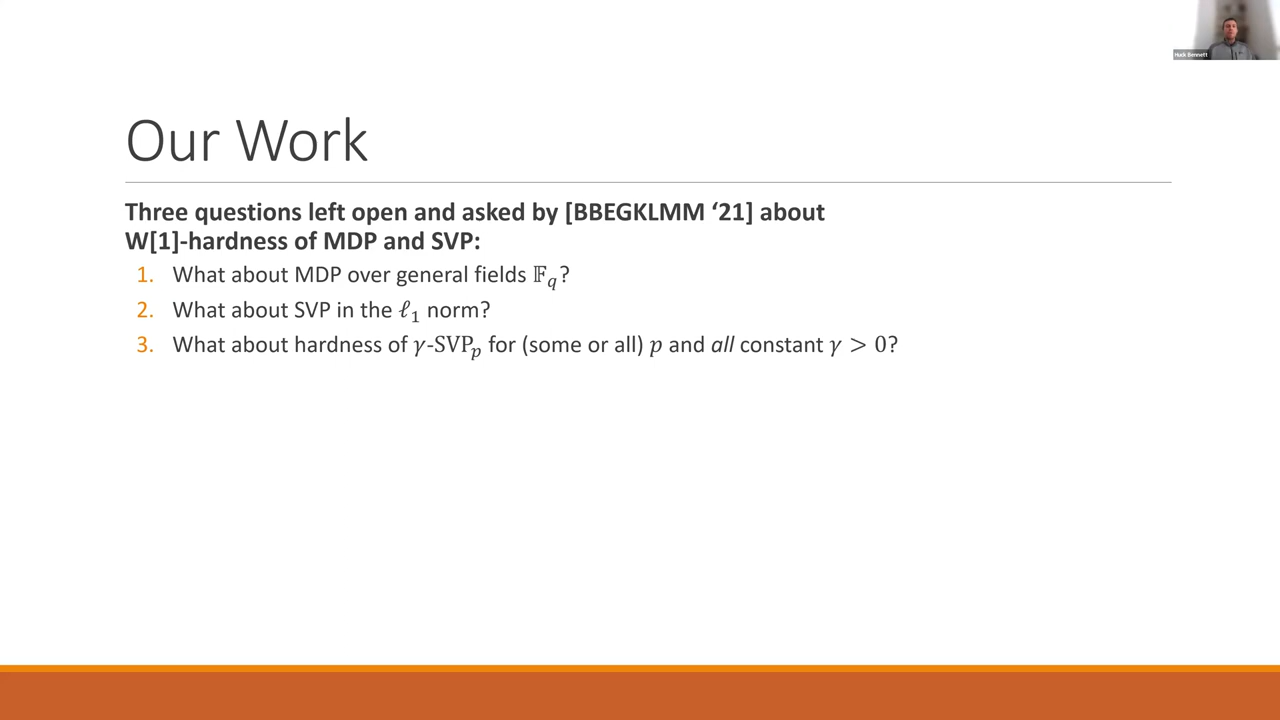 Huck Bennett
Our Work
Three questions left open and asked by [BBEGKLMM ‘21] about
W[1]-hardness of MDP and SVP:
1. What about MDP over general fields 𝔽_q?
2. What about SVP in the ℓ_1 norm?
3. What about hardness of γ-SVP_p for (some or all) p and all constant γ > 0?